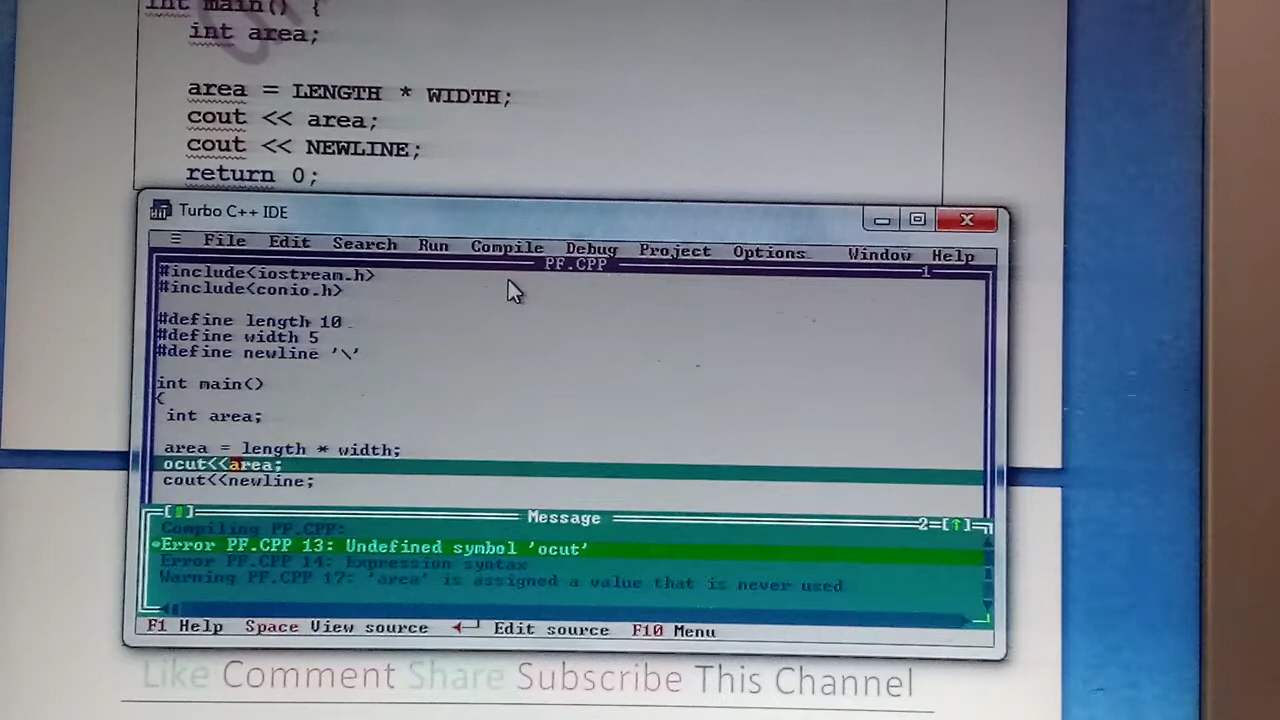 int main() {
int area;
area = LENGTH * WIDTH;
cout << area;
cout << NEWLINE;
return 0;
Turbo C++ IDE
≡ File Edit Search Run Compile Debug Project Options Window Help
PF.CPP 1
#include<iostream.h>
#include<conio.h>
#define length 10
#define width 5
#define newline '\'
int main()
{
int area;
area = length * width;
ocut<<area;
cout<<newline;
Message 2=[↑]
Compiling PF.CPP:
Error PF.CPP 13: Undefined symbol 'ocut'
Error PF.CPP 14: Expression syntax
Warning PF.CPP 17: 'area' is assigned a value that is never used
F1 Help Space View source ←┘ Edit source F10 Menu
Like Comment Share Subscribe This Channel